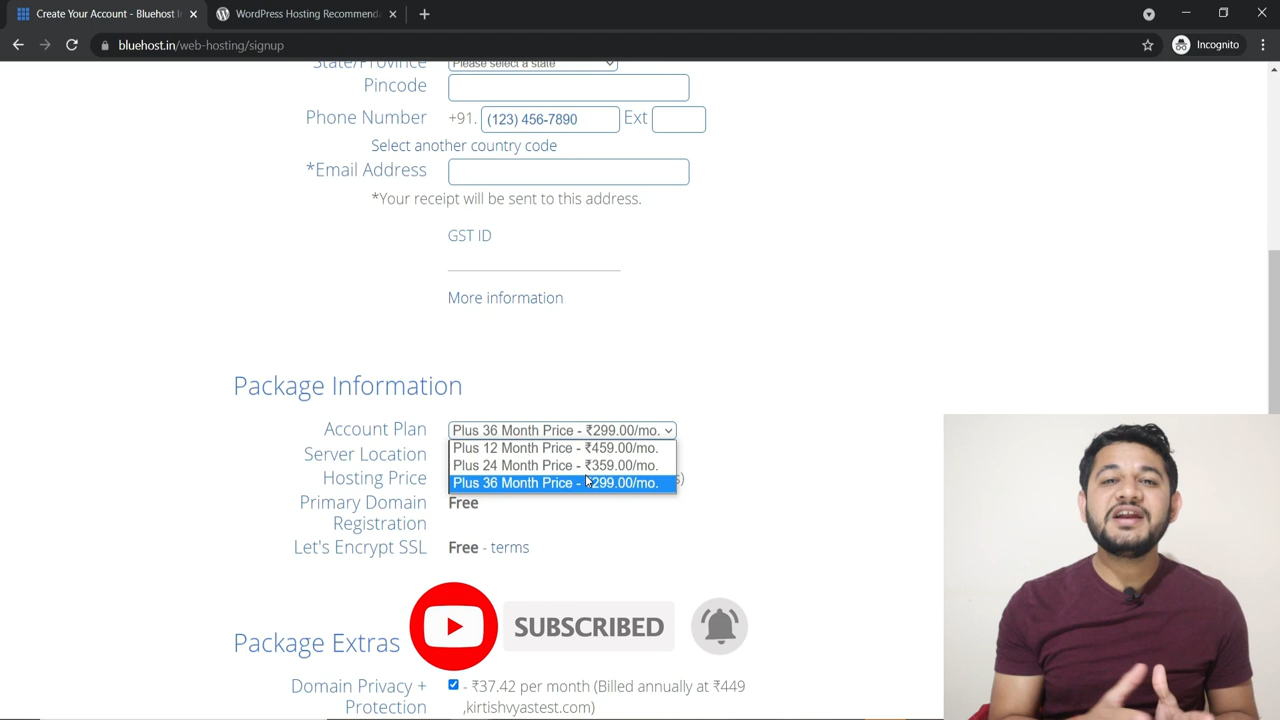 Create Your Account - Bluehost I
WordPress Hosting Recommend
bluehost.in/web-hosting/signup
Incognito
State/Province
Please select a state
Pincode
Phone Number
+91.
(123) 456-7890
Ext
Select another country code
*Email Address
*Your receipt will be sent to this address.
GST ID
More information
Package Information
Account Plan
Plus 36 Month Price - ₹299.00/mo.
Plus 12 Month Price - ₹459.00/mo.
Server Location
Plus 24 Month Price - ₹359.00/mo.
Hosting Price
Plus 36 Month Price - ₹299.00/mo.
s)
Primary Domain
Registration
Free
Let's Encrypt SSL
Free - terms
SUBSCRIBED
Package Extras
Domain Privacy +
Protection
- ₹37.42 per month (Billed annually at ₹449
,kirtishvyastest.com)